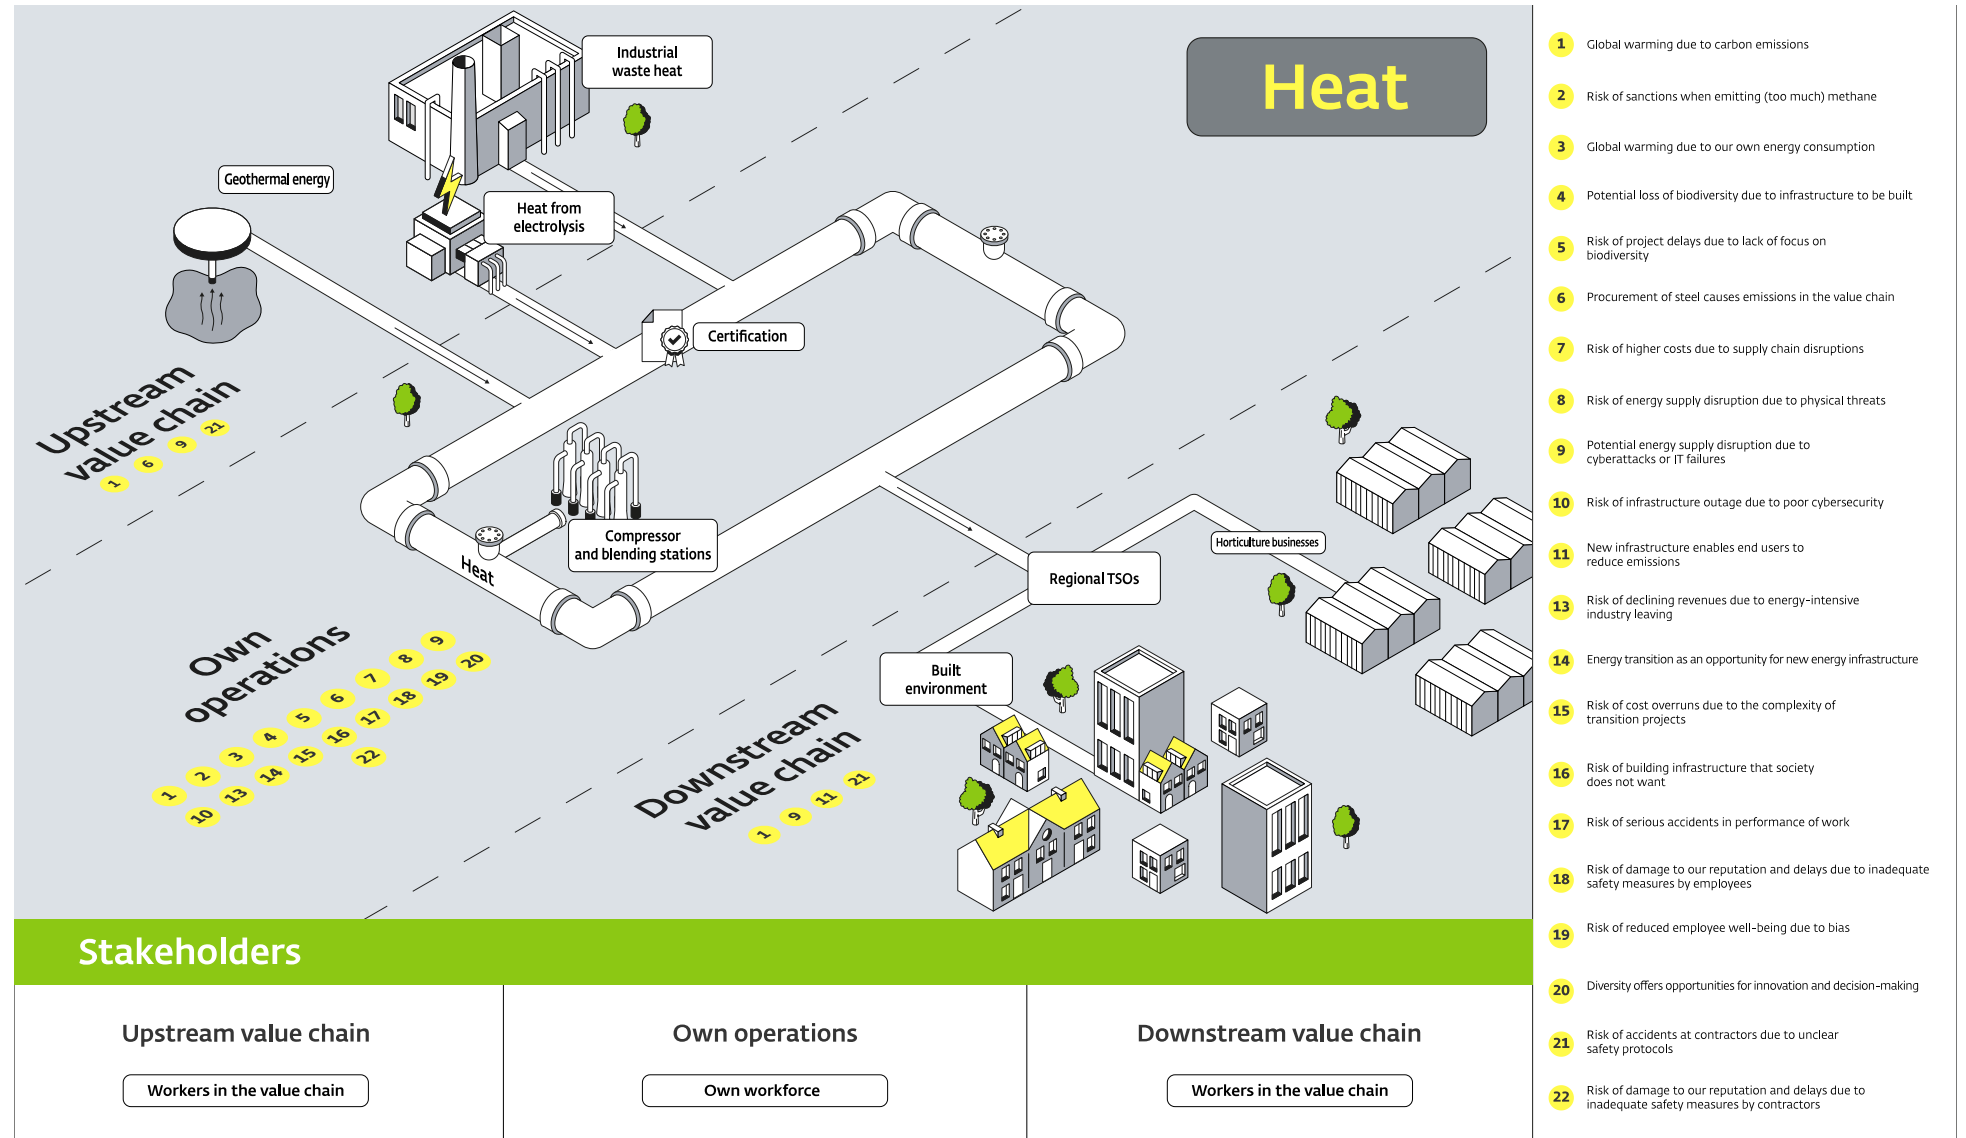 Heat
Industrial
waste heat
Geothermal energy
Heat from
electrolysis
Certification
Upstream
value chain
1 6 9 21
Compressor
and blending stations
Heat
Horticulture businesses
Regional TSOs
Built
environment
Own
operations
1 2 3 4 5 6 7 8 9
10 13 14 15 16 17 18 19 20
22
Downstream
value chain
1 9 11 21
Stakeholders
Upstream value chain
Workers in the value chain
Own operations
Own workforce
Downstream value chain
Workers in the value chain
1 Global warming due to carbon emissions
2 Risk of sanctions when emitting (too much) methane
3 Global warming due to our own energy consumption
4 Potential loss of biodiversity due to infrastructure to be built
5 Risk of project delays due to lack of focus on
biodiversity
6 Procurement of steel causes emissions in the value chain
7 Risk of higher costs due to supply chain disruptions
8 Risk of energy supply disruption due to physical threats
9 Potential energy supply disruption due to
cyberattacks or IT failures
10 Risk of infrastructure outage due to poor cybersecurity
11 New infrastructure enables end users to
reduce emissions
13 Risk of declining revenues due to energy-intensive
industry leaving
14 Energy transition as an opportunity for new energy infrastructure
15 Risk of cost overruns due to the complexity of
transition projects
16 Risk of building infrastructure that society
does not want
17 Risk of serious accidents in performance of work
18 Risk of damage to our reputation and delays due to inadequate
safety measures by employees
19 Risk of reduced employee well-being due to bias
20 Diversity offers opportunities for innovation and decision-making
21 Risk of accidents at contractors due to unclear
safety protocols
22 Risk of damage to our reputation and delays due to
inadequate safety measures by contractors